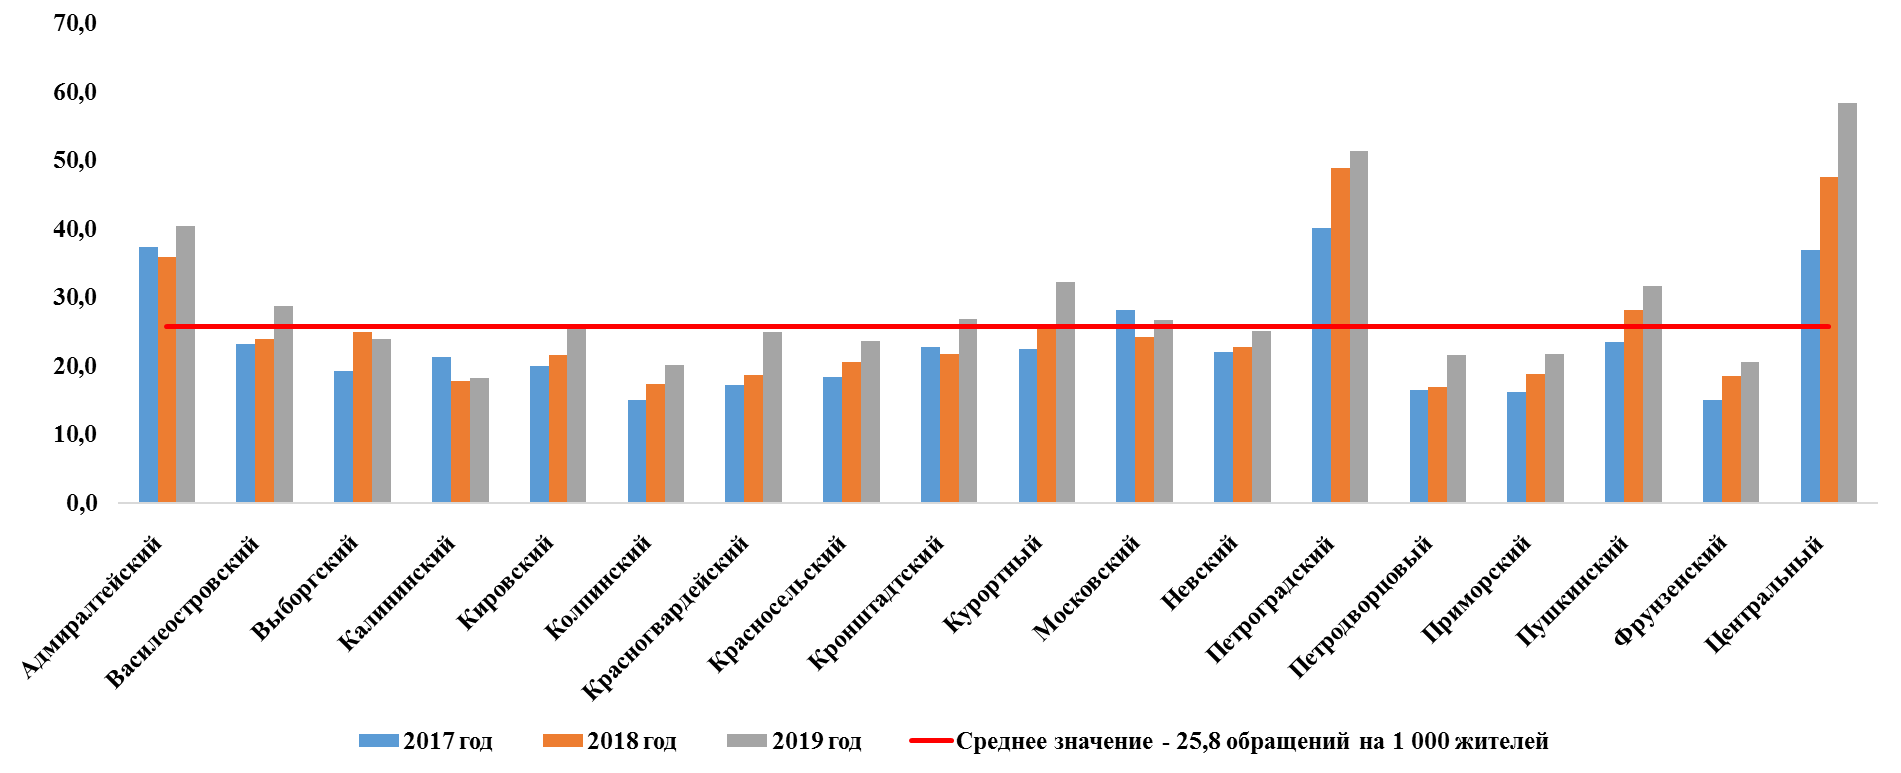 70,0
60,0
50,0
40,0
30,0
20,0
10,0
0,0
Адмиралтейский
Василеостровский
Выборгский
Калининский
Кировский
Колпинский
Красногвардейский
Красносельский
Кронштадтский
Курортный
Московский
Невский
Петроградский
Петродворцовый
Приморский
Пушкинский
Фрунзенский
Центральный
2017 год 2018 год 2019 год Среднее значение - 25,8 обращений на 1 000 жителей